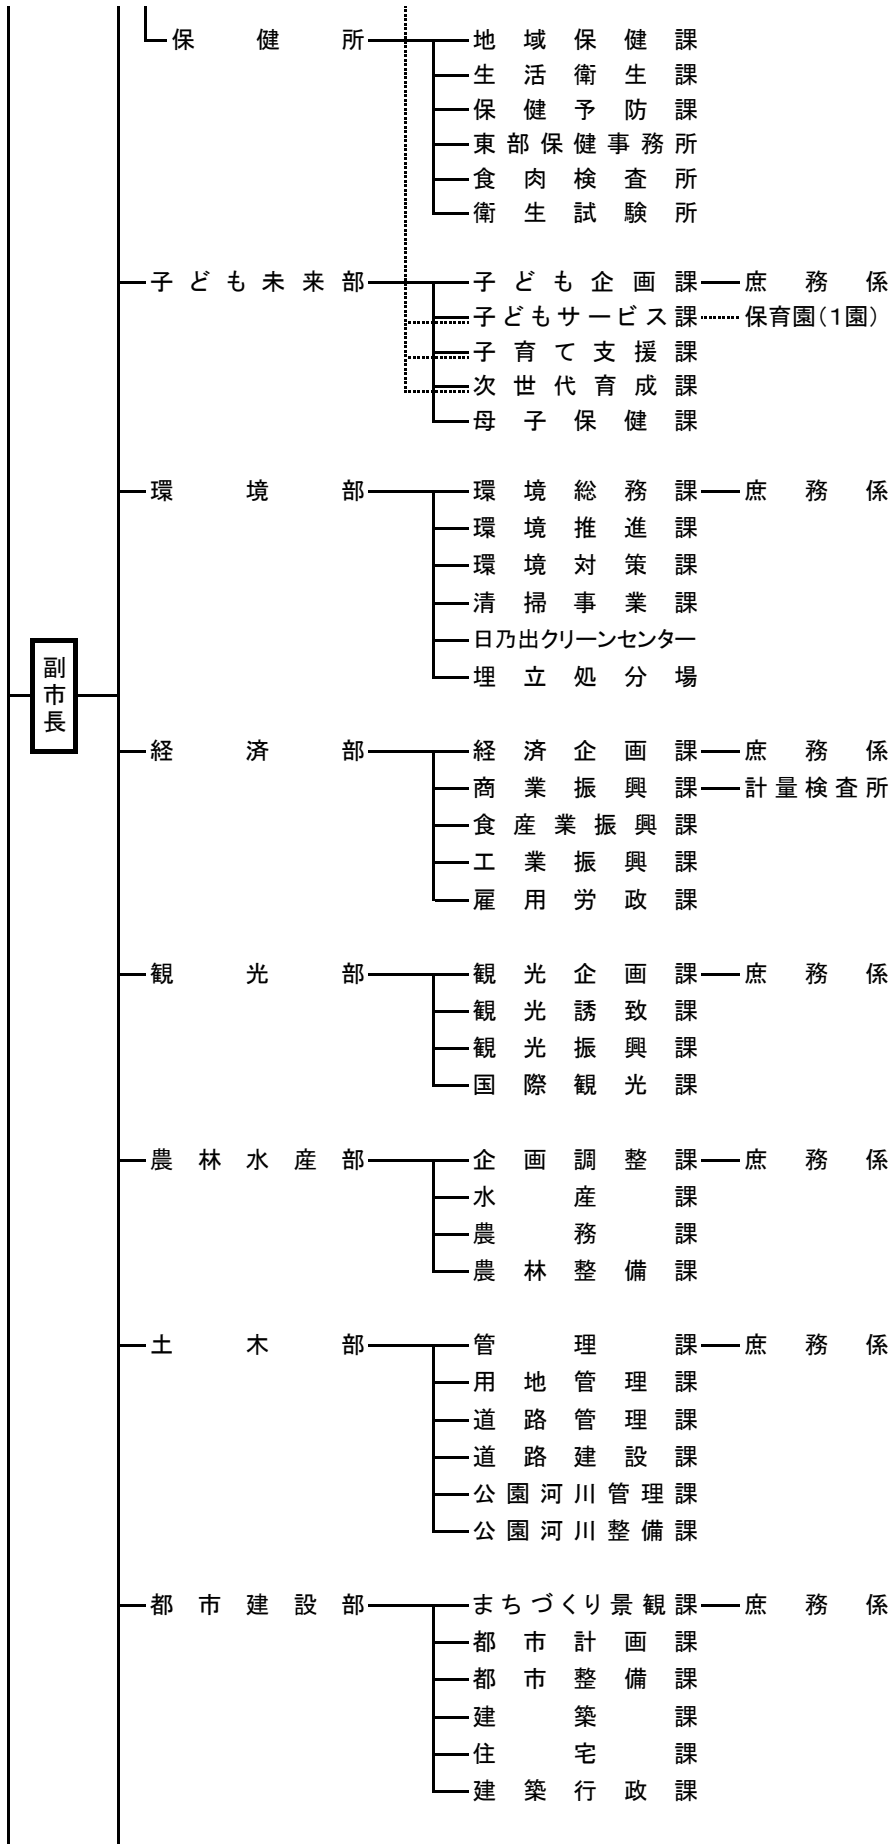 保健所 地域保健課
生活衛生課
保健予防課
東部保健事務所
食肉検査所
衛生試験所
子ども未来部 子ども企画課 庶務係
子どもサービス課 保育園(1園)
子育て支援課
次世代育成課
母子保健課
環境部 環境総務課 庶務係
環境推進課
環境対策課
清掃事業課
日乃出クリーンセンター
埋立処分場
副市長
経済部 経済企画課 庶務係
商業振興課 計量検査所
食産業振興課
工業振興課
雇用労政課
観光部 観光企画課 庶務係
観光誘致課
観光振興課
国際観光課
農林水産部 企画調整課 庶務係
水産課
農務課
農林整備課
土木部 管理課 庶務係
用地管理課
道路管理課
道路建設課
公園河川管理課
公園河川整備課
都市建設部 まちづくり景観課 庶務係
都市計画課
都市整備課
建築課
住宅課
建築行政課